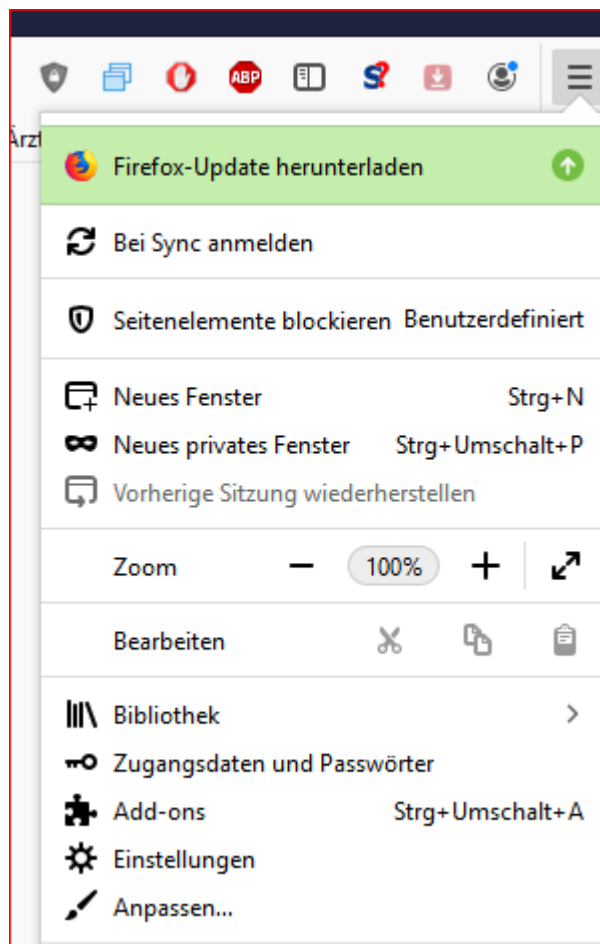 ABP
S?
Ärzt
Firefox-Update herunterladen
Bei Sync anmelden
Seitenelemente blockieren Benutzerdefiniert
Neues Fenster Strg+N
Neues privates Fenster Strg+Umschalt+P
Vorherige Sitzung wiederherstellen
Zoom 100%
Bearbeiten
Bibliothek
Zugangsdaten und Passwörter
Add-ons Strg+Umschalt+A
Einstellungen
Anpassen...